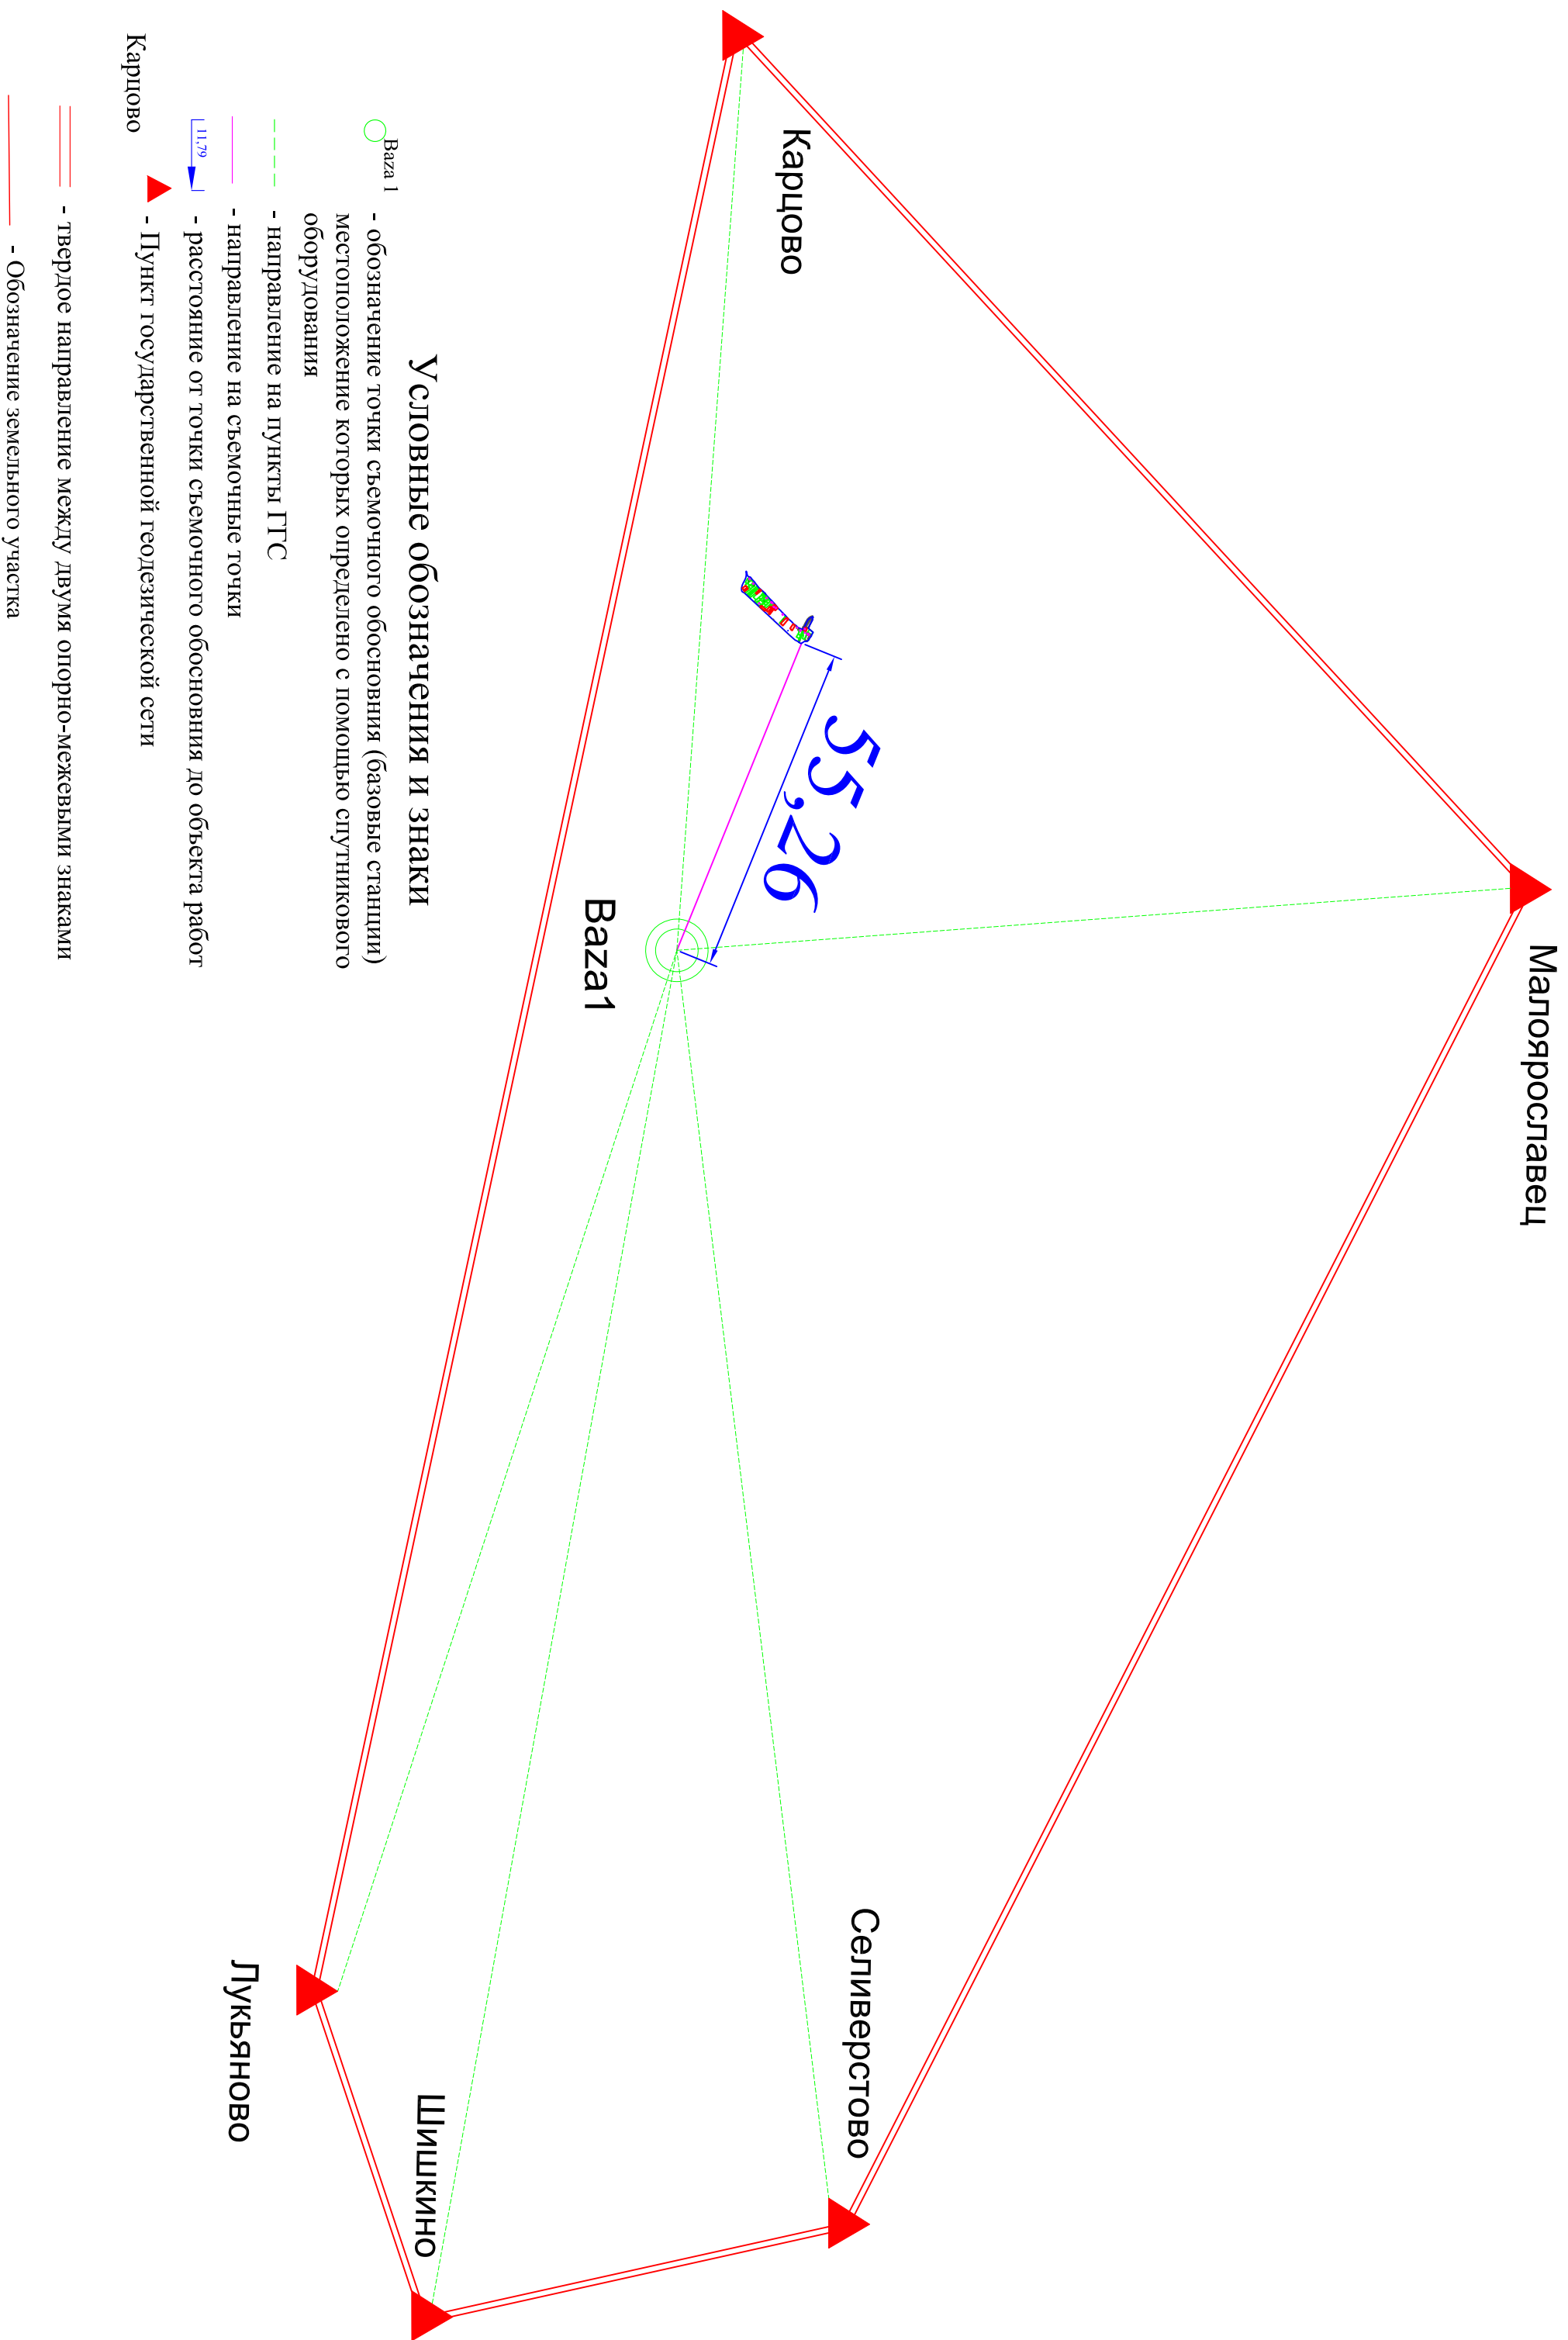 Малоярославец
Карцово
55,26
Селиверстово
Baza1
Шишкино
Лукьяново
Условные обозначения и знаки
Baza 1
- обозначение точки съемочного обосновния (базовые станции)
местоположение которых определено с помощью спутникового
оборудования
- направление на пункты ГГС
- направление на съемочные точки
11,79
- расстояние от точки съемочного обосновния до объекта работ
Карцово
- Пункт государственной геодезической сети
- твердое направление между двумя опорно-межевыми знаками
- Обозначение земельного участка